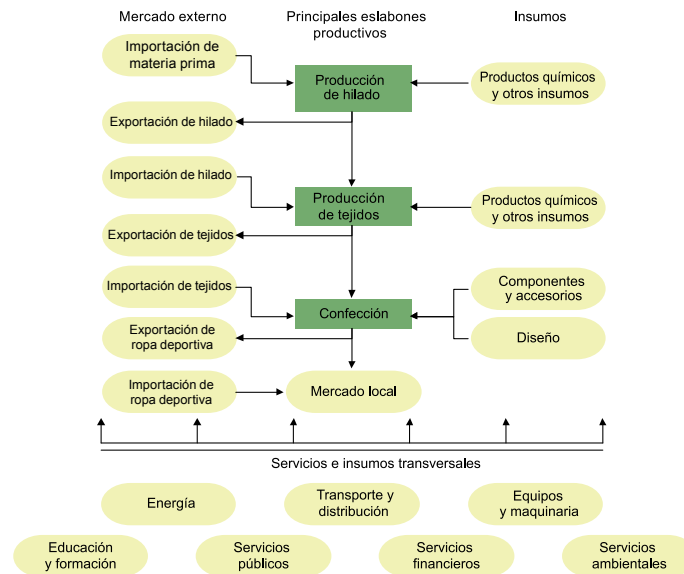 Mercado externo
Principales eslabones
productivos
Insumos
Importación de
materia prima
Producción
de hilado
Productos químicos
y otros insumos
Exportación de hilado
Importación de hilado
Producción
de tejidos
Productos químicos
y otros insumos
Exportación de tejidos
Importación de tejidos
Confección
Componentes
y accesorios
Exportación de
ropa deportiva
Diseño
Importación de
ropa deportiva
Mercado local
Servicios e insumos transversales
Energía
Transporte y
distribución
Equipos
y maquinaria
Educación
y formación
Servicios
públicos
Servicios
financieros
Servicios
ambientales